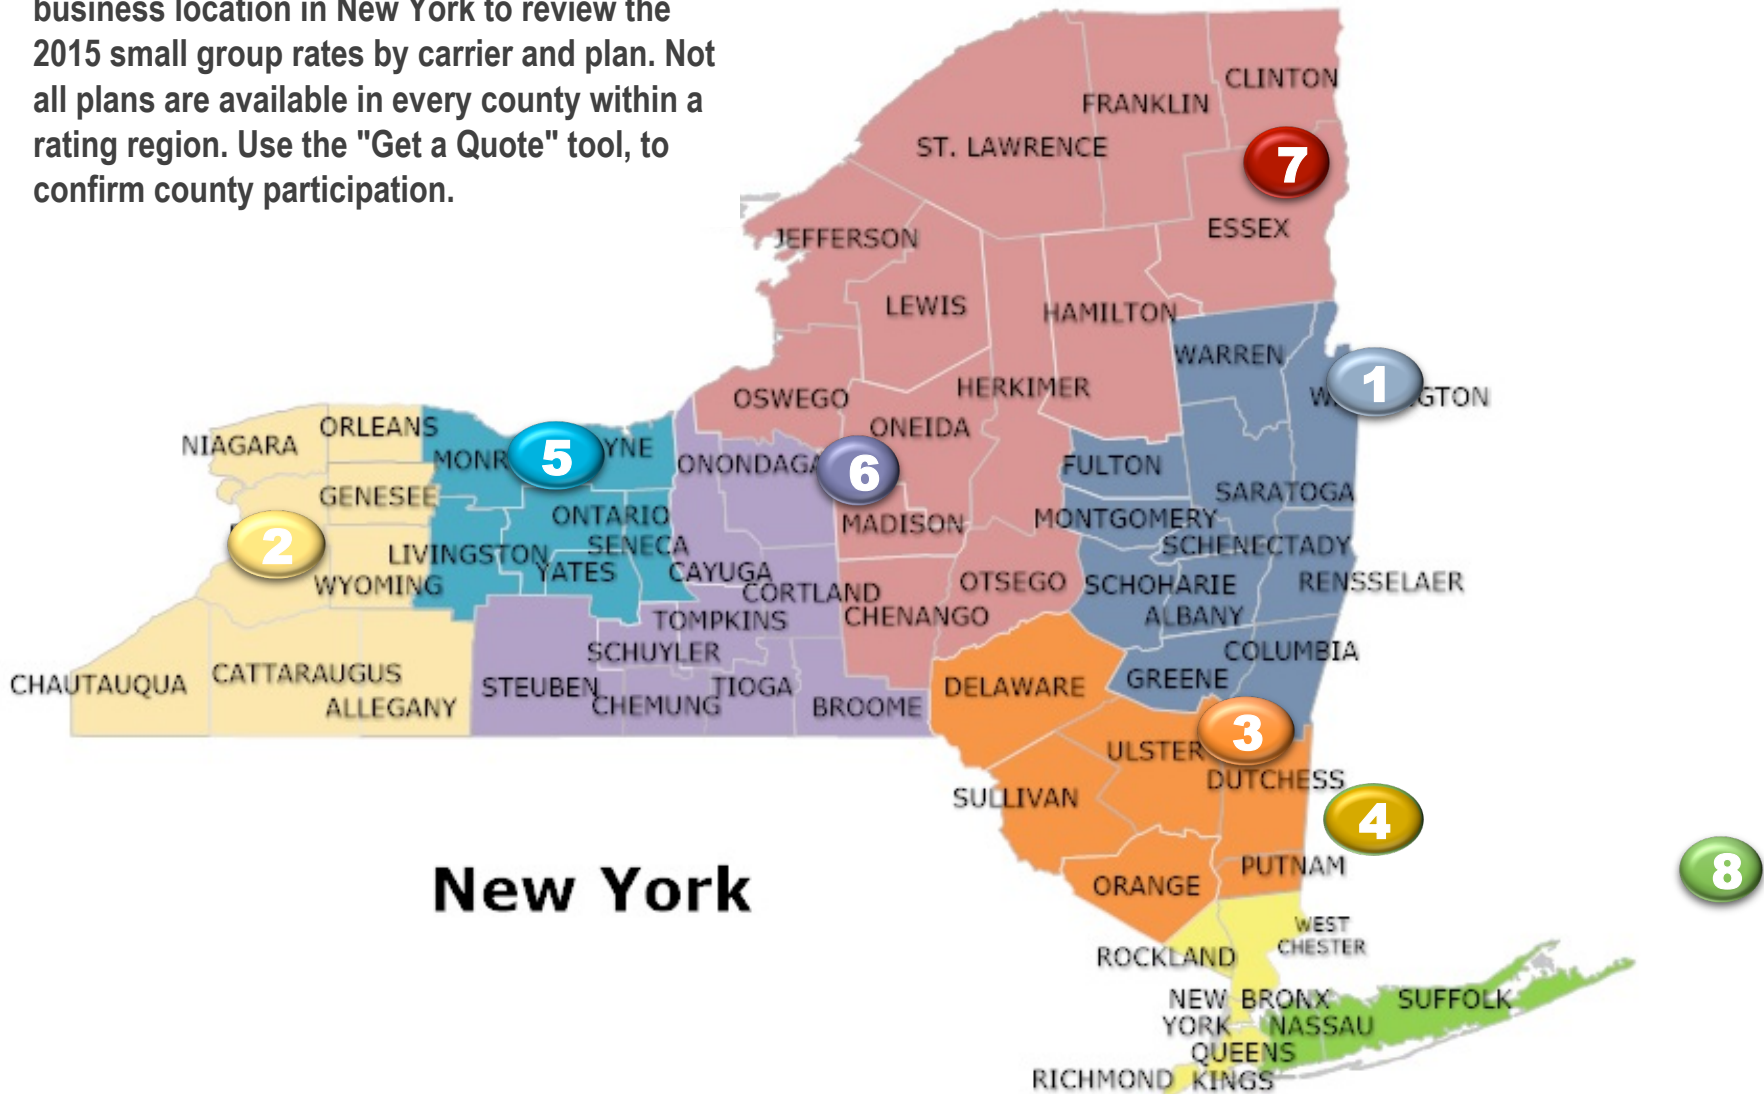 business location in New York to review the
2015 small group rates by carrier and plan. Not
all plans are available in every county within a
rating region. Use the "Get a Quote" tool, to
confirm county participation.
CLINTON
FRANKLIN
ST. LAWRENCE
7
ESSEX
JEFFERSON
LEWIS
HAMILTON
WARREN
1
W GTON
HERKIMER
OSWEGO
ONEIDA
ORLEANS
NIAGARA
MONR
5
YNE
ONONDAGA
6
FULTON
GENESEE
SARATOGA
ONTARIO
MADISON
MONTGOMERY
2
SENECA
SCHENECTADY
LIVINGSTON
YATES
CAYUGA
WYOMING
CORTLAND
OTSEGO
SCHOHARIE
RENSSELAER
CHENANGO
ALBANY
TOMPKINS
SCHUYLER
COLUMBIA
CHAUTAUQUA
CATTARAUGUS
STEUBEN
TIOGA
DELAWARE
GREENE
ALLEGANY
CHEMUNG
BROOME
3
ULSTER
DUTCHESS
SULLIVAN
4
PUTNAM
8
New York
ORANGE
WEST
CHESTER
ROCKLAND
NEW
YORK
BRONX
SUFFOLK
NASSAU
QUEENS
RICHMOND
KINGS